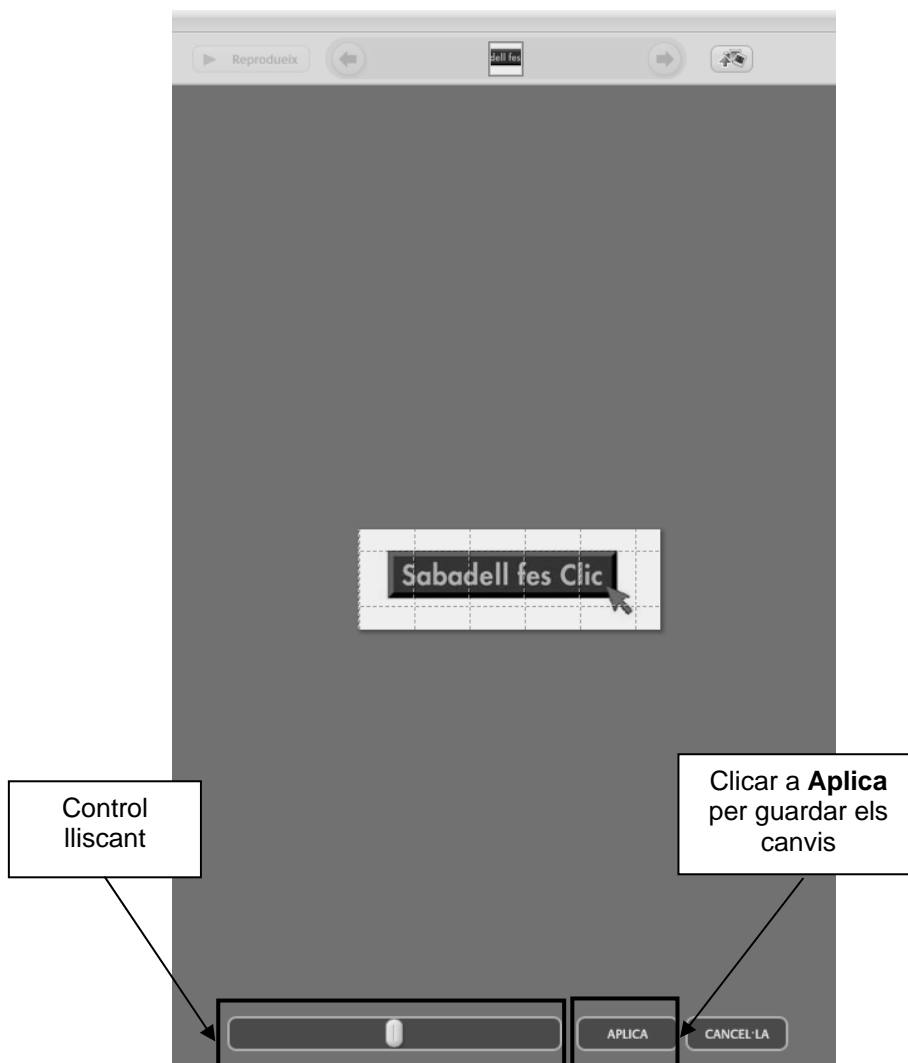 Reprodueix
dell fes
Sabadell fes Clic
Control
lliscant
Clicar a Aplica
per guardar els
canvis
APLICA
CANCEL·LA